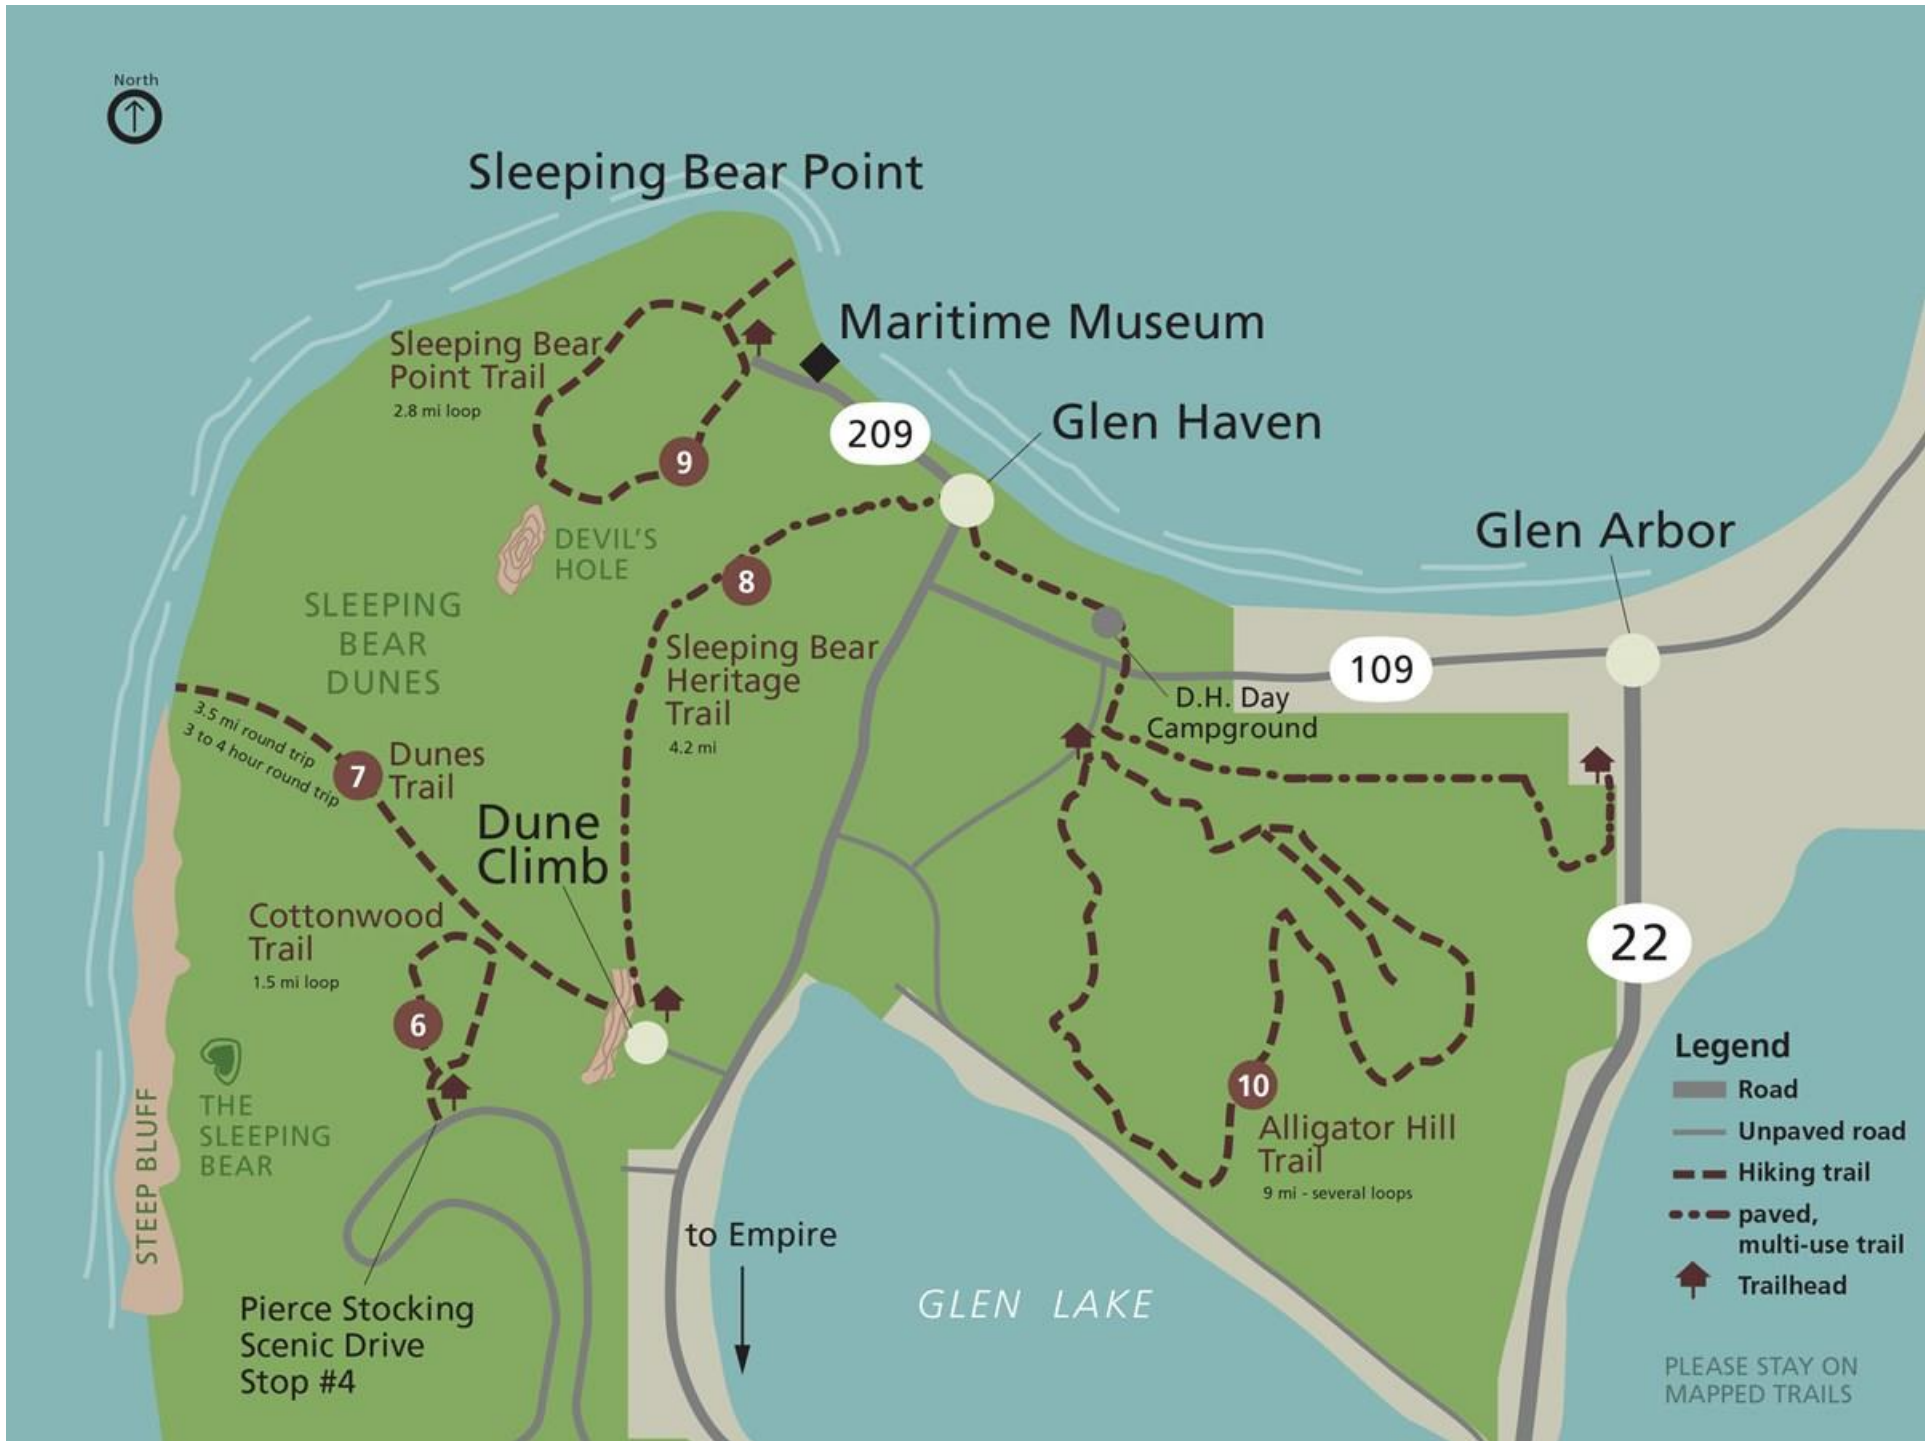 North
Sleeping Bear Point
Maritime Museum
Sleeping Bear
Point Trail
2.8 mi loop
9
209
Glen Haven
DEVIL'S
HOLE
Glen Arbor
8
SLEEPING
BEAR
DUNES
Sleeping Bear
Heritage
Trail
4.2 mi
109
D.H. Day
Campground
3.5 mi round trip
3 to 4 hour round trip
7
Dunes
Trail
Dune
Climb
Cottonwood
Trail
1.5 mi loop
6
22
10
Alligator Hill
Trail
9 mi - several loops
THE
SLEEPING
BEAR
STEEP BLUFF
to Empire
GLEN LAKE
Pierce Stocking
Scenic Drive
Stop #4
Legend
Road
Unpaved road
Hiking trail
paved,
multi-use trail
Trailhead
PLEASE STAY ON
MAPPED TRAILS